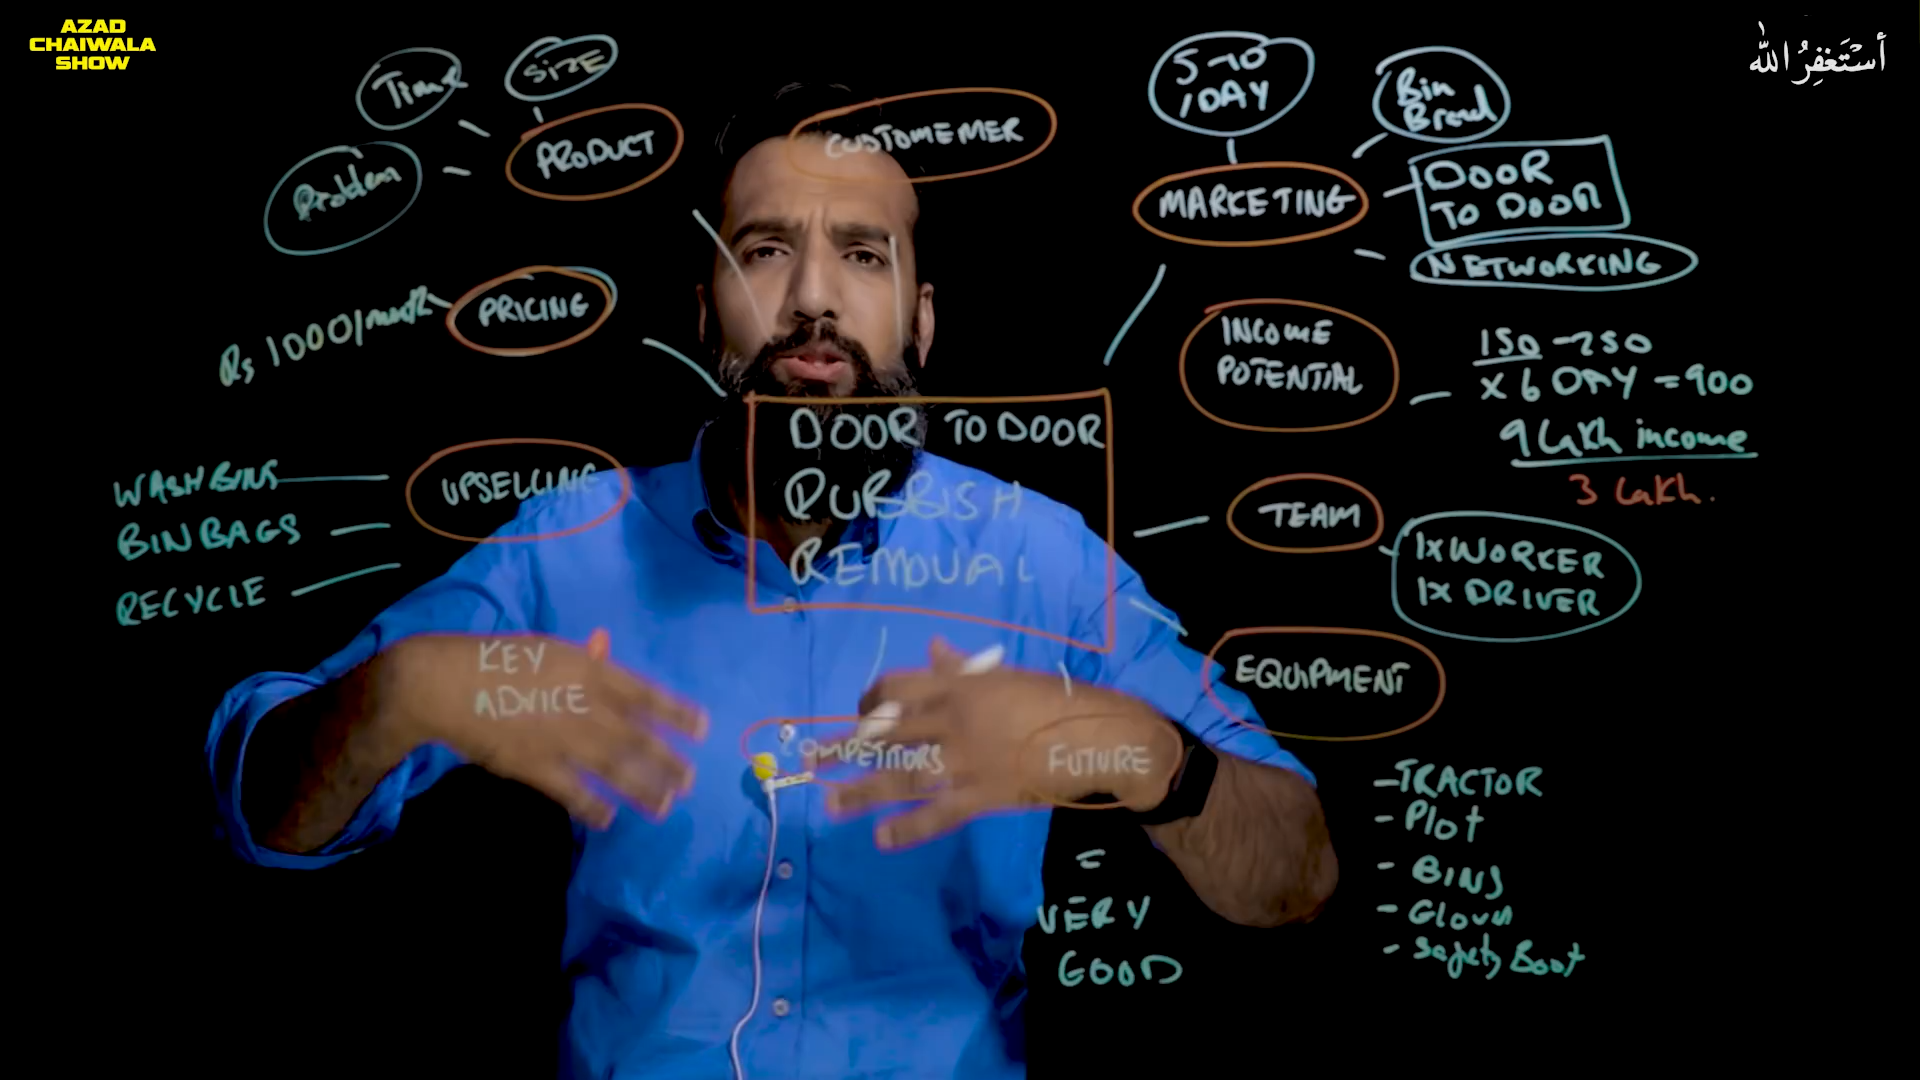 AZAD
CHAIWALA
SHOW
أستغفر الله
Time
SIZE
PRODUCT
Problem
CUSTOMEMER
5-10
/DAY
Bin
Brand
MARKETING
DOOR
TO DOOR
NETWORKING
PRICING
Rs 1000/month
INCOME
POTENTIAL
150-250
X 6 DAY = 900
9 Lakh income
3 Lakh.
DOOR TO DOOR
RUBBISH
REMOVAL
UPSELLING
WASH BINS
BIN BAGS
RECYCLE
TEAM
1X WORKER
1X DRIVER
KEY
ADVICE
EQUIPMENT
COMPETITORS
FUTURE
=
VERY
GOOD
- TRACTOR
- Plot
- BINS
- Gloves
- Safety Boot